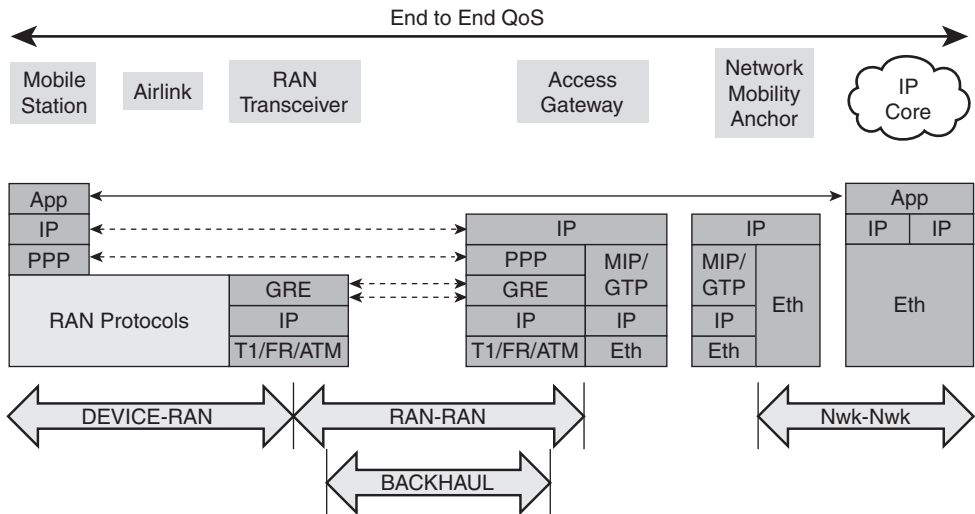 End to End QoS
Mobile
Station
Airlink
RAN
Transceiver
Access
Gateway
Network
Mobility
Anchor
IP
Core
App
IP
PPP
RAN Protocols
GRE
IP
T1/FR/ATM
IP
PPP
GRE
IP
T1/FR/ATM
MIP/
GTP
IP
Eth
IP
MIP/
GTP
IP
Eth
Eth
App
IP
IP
Eth
DEVICE-RAN
RAN-RAN
Nwk-Nwk
BACKHAUL